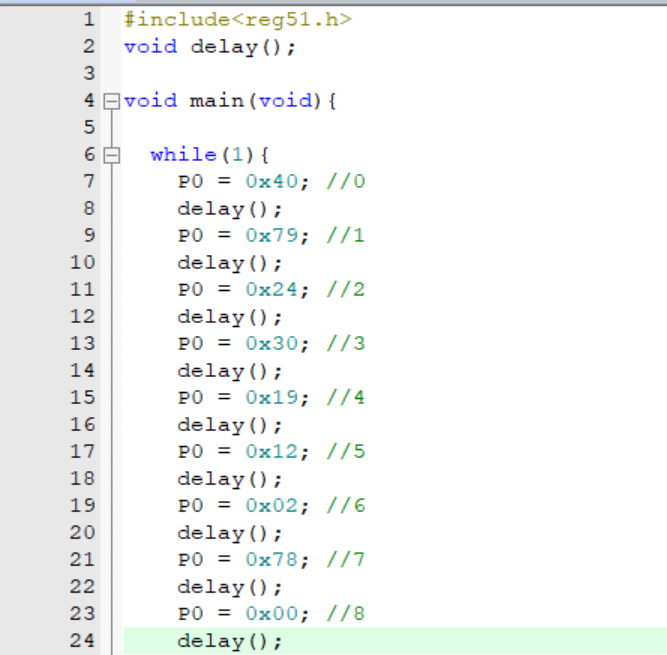 1 #include<reg51.h>
2 void delay();
3
4 void main(void){
5
6 while(1){
7 P0 = 0x40; //0
8 delay();
9 P0 = 0x79; //1
10 delay();
11 P0 = 0x24; //2
12 delay();
13 P0 = 0x30; //3
14 delay();
15 P0 = 0x19; //4
16 delay();
17 P0 = 0x12; //5
18 delay();
19 P0 = 0x02; //6
20 delay();
21 P0 = 0x78; //7
22 delay();
23 P0 = 0x00; //8
24 delay();